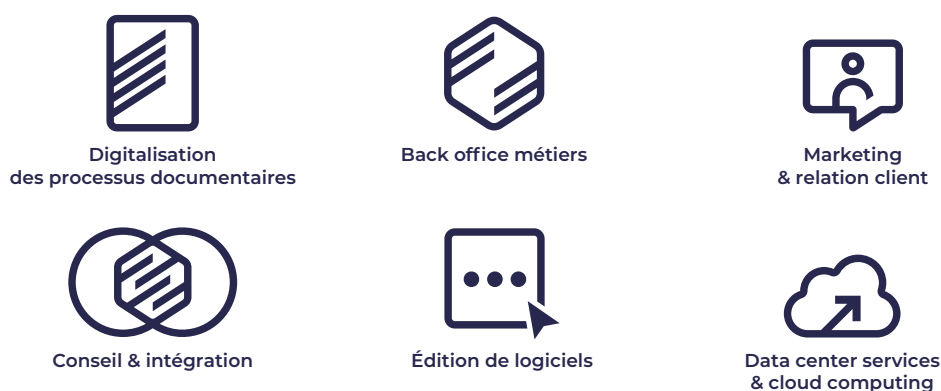 Digitalisation
des processus documentaires
Back office métiers
Marketing
& relation client
Conseil & intégration
Édition de logiciels
Data center services
& cloud computing